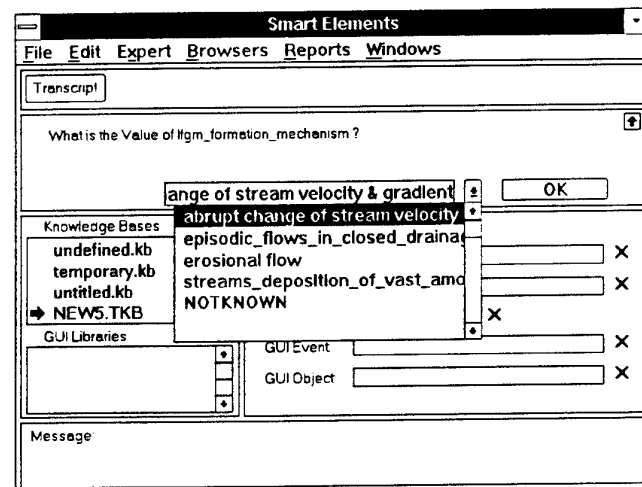 Smart Elements
File Edit Expert Browsers Reports Windows
Transcript
What is the Value of lfgm_formation_mechanism ?
ange of stream velocity & gradient
OK
abrupt change of stream velocity
episodic_flows_in_closed_drainag
erosional flow
streams_deposition_of_vast_amo
NOTKNOWN
Knowledge Bases
undefined.kb
temporary.kb
untitled.kb
NEW5.TKB
GUI Libraries
GUI Event
GUI Object
Message